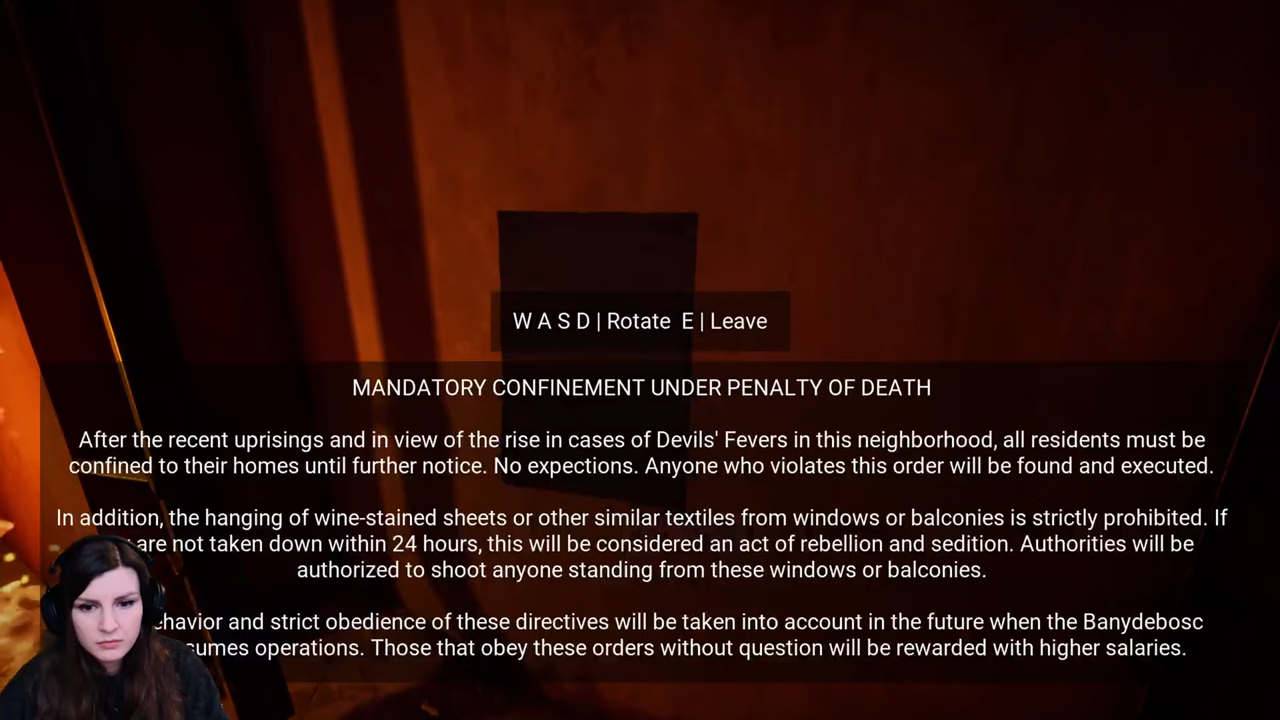 W A S D | Rotate E | Leave
MANDATORY CONFINEMENT UNDER PENALTY OF DEATH
After the recent uprisings and in view of the rise in cases of Devils' Fevers in this neighborhood, all residents must be
confined to their homes until further notice. No expections. Anyone who violates this order will be found and executed.
In addition, the hanging of wine-stained sheets or other similar textiles from windows or balconies is strictly prohibited. If
are not taken down within 24 hours, this will be considered an act of rebellion and sedition. Authorities will be
authorized to shoot anyone standing from these windows or balconies.
and strict obedience of these directives will be taken into account in the future when the Banydebosc
operations. Those that obey these orders without question will be rewarded with higher salaries.